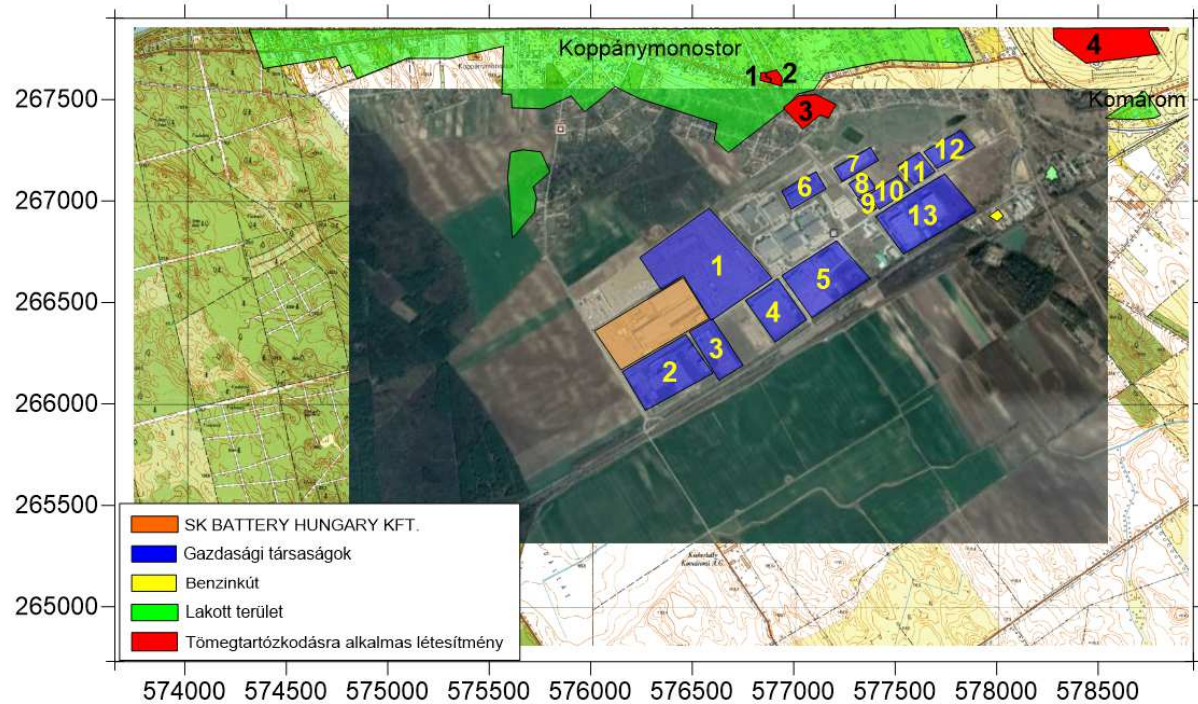 Koppánymonostor
Koppánmonostor
1
2
3
4
Komárom
267500
267000
266500
266000
265500
265000
12
7
11
6
8
10
9
13
1
5
4
3
2
SK BATTERY HUNGARY KFT.
Gazdasági társaságok
Benzinkút
Lakott terület
Tömegtartózkodásra alkalmas létesítmény
574000 574500 575000 575500 576000 576500 577000 577500 578000 578500